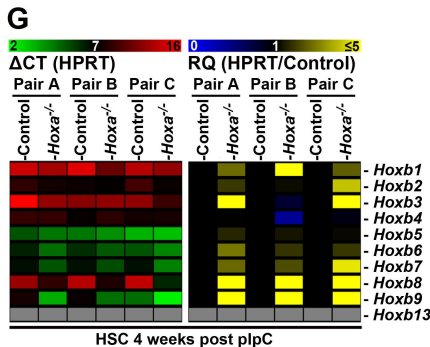 G
2 7 16
0 1 ≤5
ΔCT (HPRT)
RQ (HPRT/Control)
Pair A Pair B Pair C
Pair A Pair B Pair C
-Control
-Hoxa-/-
-Control
-Hoxa-/-
-Control
-Hoxa-/-
-Control
-Hoxa-/-
-Control
-Hoxa-/-
-Control
-Hoxa-/-
- Hoxb1
- Hoxb2
- Hoxb3
- Hoxb4
- Hoxb5
- Hoxb6
- Hoxb7
- Hoxb8
- Hoxb9
- Hoxb13
HSC 4 weeks post pIpC